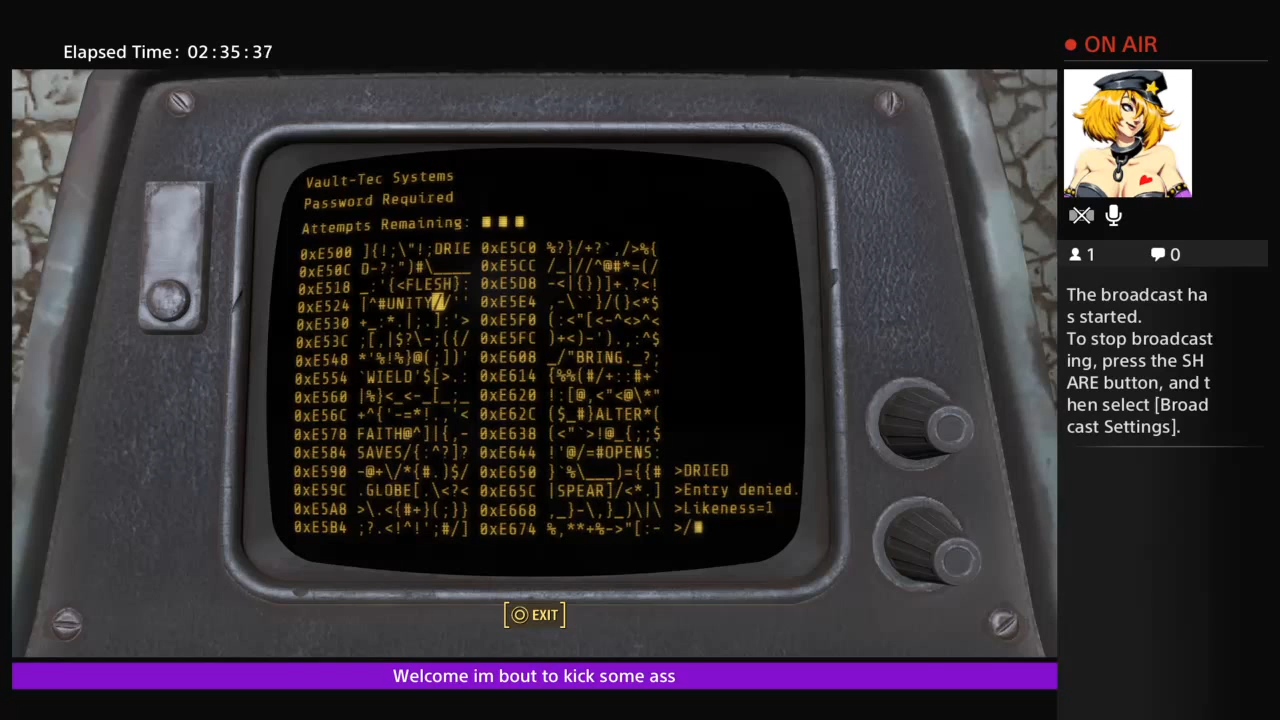 Elapsed Time: 02:35:37
ON AIR
Vault-Tec Systems
Password Required
Attempts Remaining: ■ ■ ■
0xE500 ]{!;\"!;DRIE 0xE5C0 %?}/+?`,/>%{
0xE50C D-?:")#\____ 0xE5CC /_|//^@#*=(/
0xE518 _:'{<FLESH}: 0xE5D8 -<|{})]+.?<!
0xE524 |^#UNITY//'' 0xE5E4 ,-\``}/(}<*$
0xE530 +_:*.|;.]:'> 0xE5F0 (:<"[<-^<>^<
0xE53C ;[,|$?\-;({/ 0xE5FC )+<)-').,:^$
0xE548 *'%!%}@(;])' 0xE608 _/"BRING._?;
0xE554 `WIELD'$[>.: 0xE614 {%%(#/+::#+`
0xE560 |%}<_<-_[_;_ 0xE620 !:[@,<"<@\*"
0xE56C +^{'-=*!.,'< 0xE62C ($_#}ALTER*(
0xE578 FAITH@^]|{,- 0xE638 (<"`>!@_{;;$
0xE584 SAVES/{:^?]? 0xE644 !'@/=#OPENS:
0xE590 -@+\/*{#.)$/ 0xE650 }`%\___)={{# >DRIED
0xE59C .GLOBE[.\<?< 0xE65C |SPEAR]/<*.] >Entry denied.
0xE5A8 >\.<{#+}(;}} 0xE668 ,_}-\,}_)\|\ >Likeness=1
0xE5B4 ;?.<!^!';#/] 0xE674 %,**+%->"[:- >/■
[EXIT]
1 0
The broadcast ha
s started.
To stop broadcast
ing, press the SH
ARE button, and t
hen select [Broad
cast Settings].
Welcome im bout to kick some ass